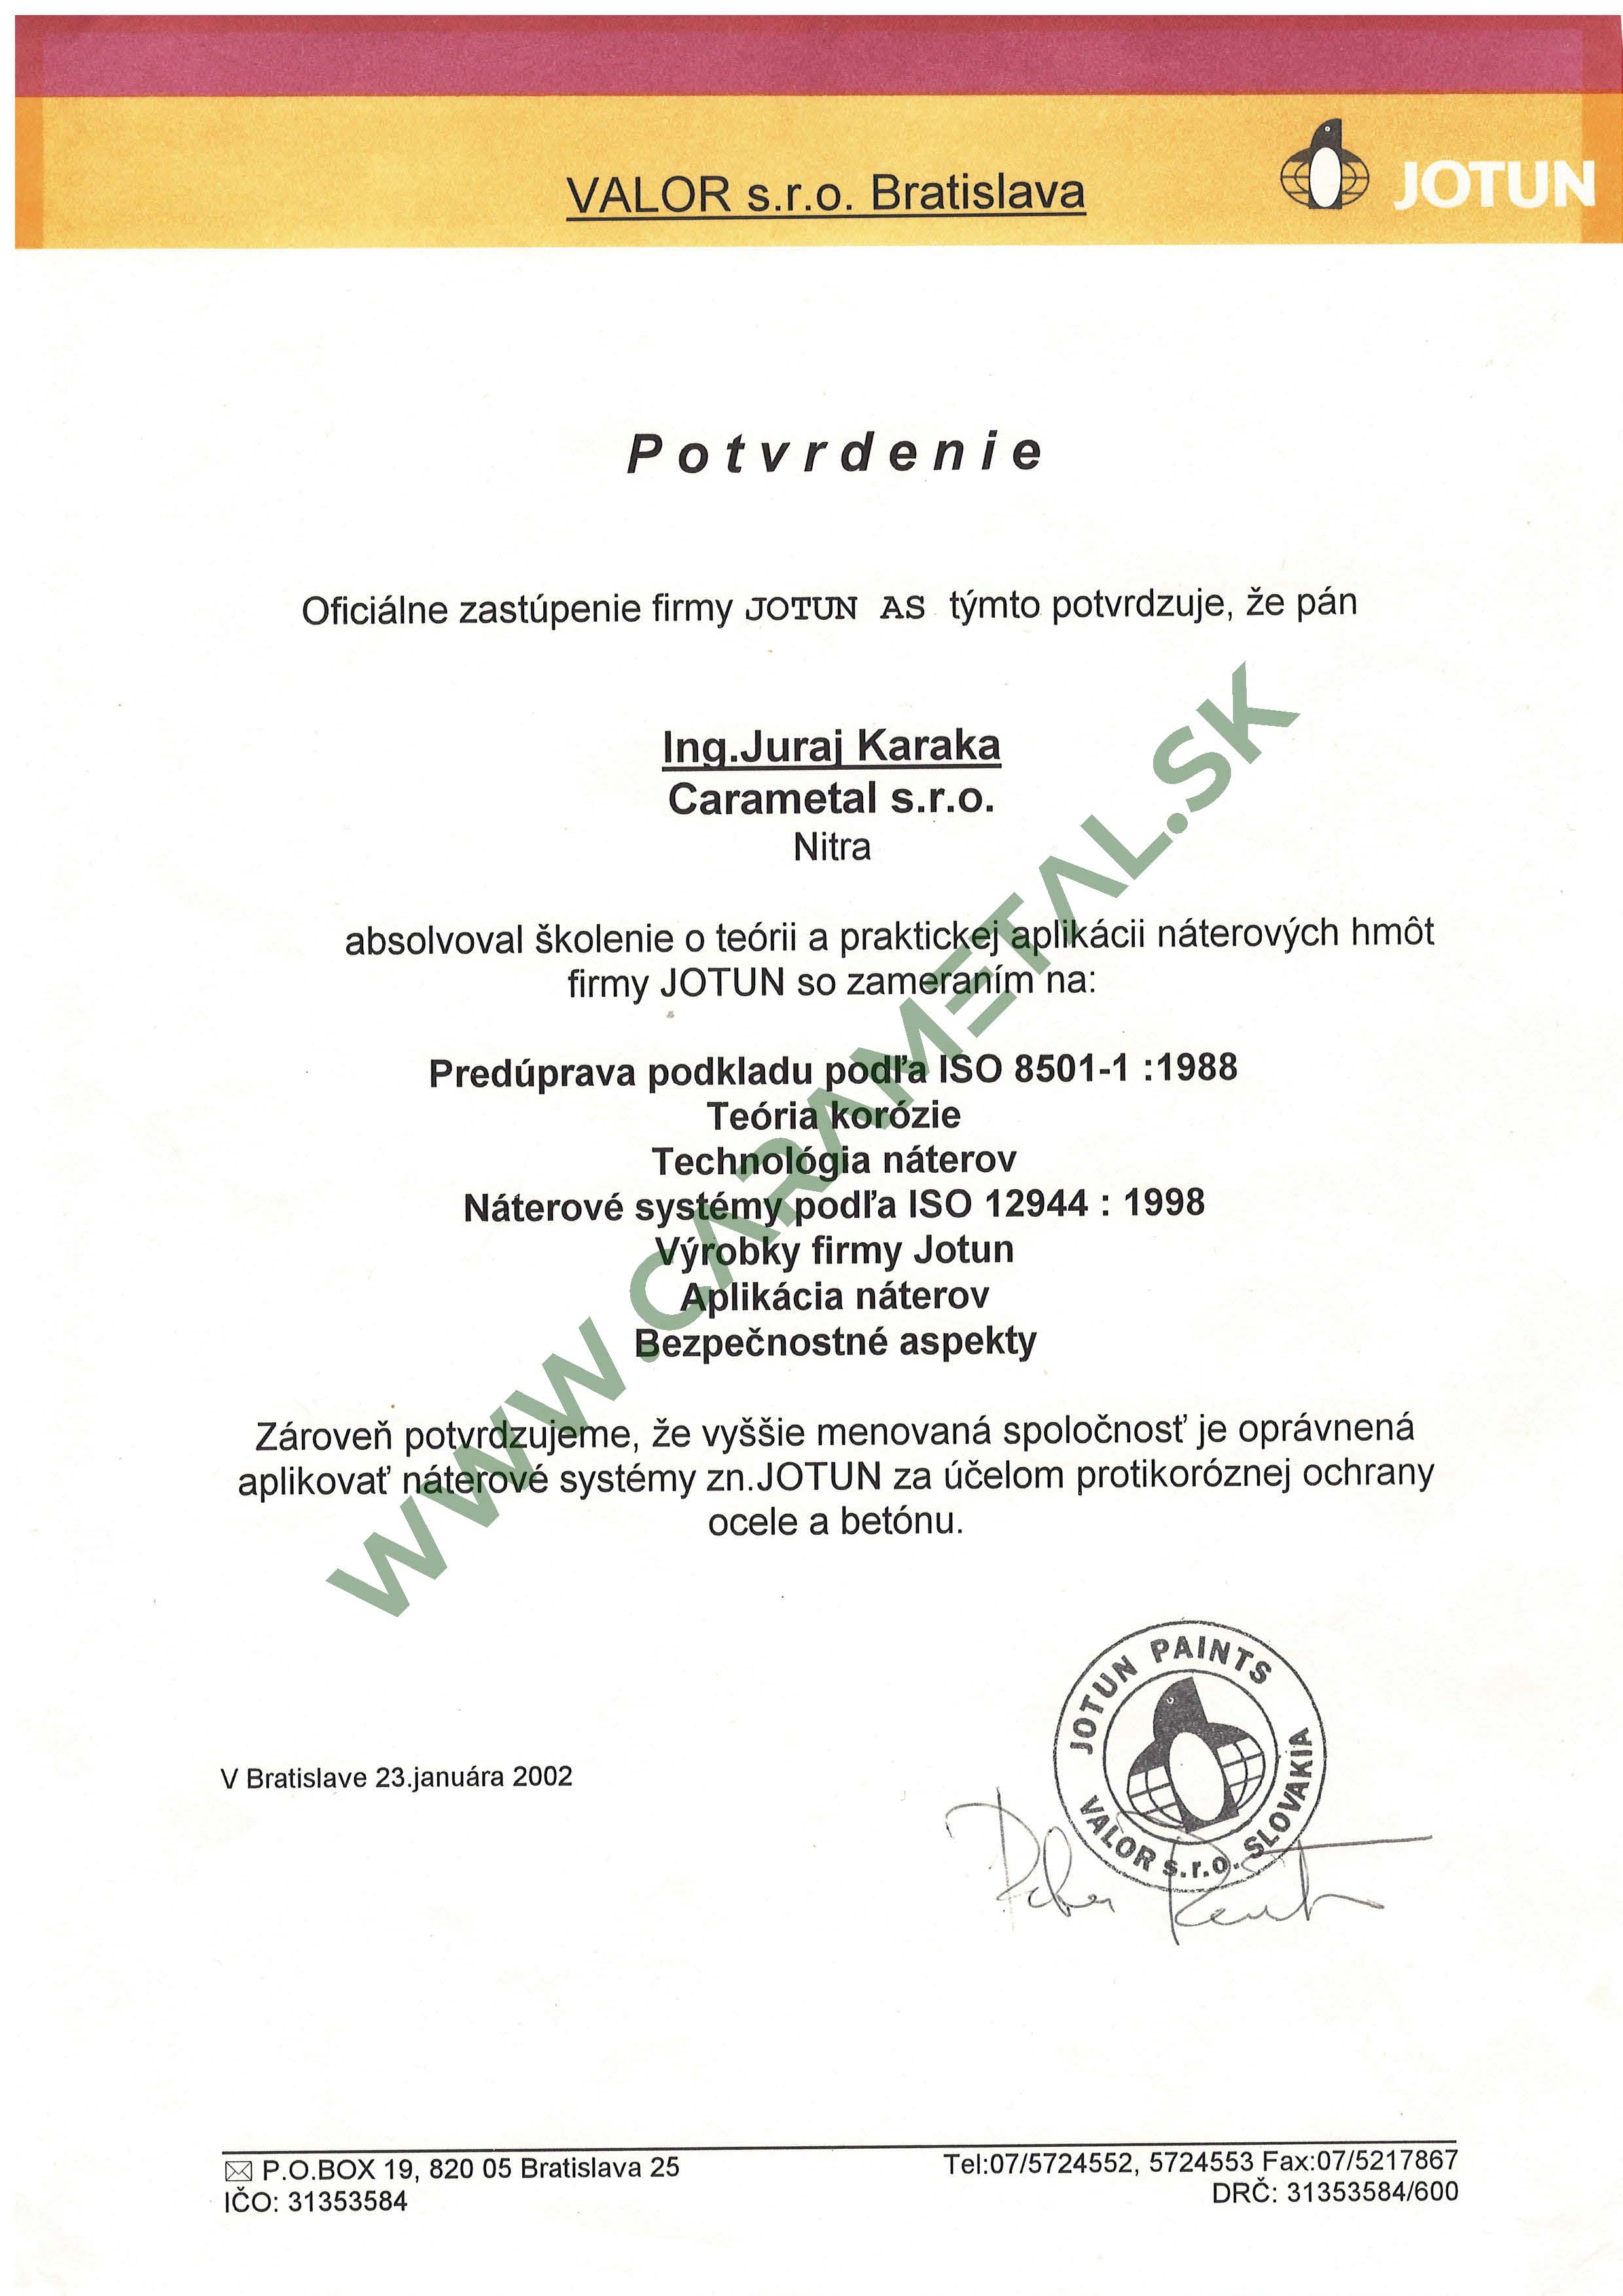 VALOR s.r.o. Bratislava
JOTUN
Potvrdenie
Oficiálne zastúpenie firmy JOTUN AS týmto potvrdzuje, že pán
Ing.Juraj Karaka
Carametal s.r.o.
Nitra
absolvoval školenie o teórii a praktickej aplikácii náterových hmôt
firmy JOTUN so zameraním na:
Predúprava podkladu podľa ISO 8501-1 :1988
Teória korózie
Technológia náterov
Náterové systémy podľa ISO 12944 : 1998
Výrobky firmy Jotun
Aplikácia náterov
Bezpečnostné aspekty
Zároveň potvrdzujeme, že vyššie menovaná spoločnosť je oprávnená
aplikovať náterové systémy zn.JOTUN za účelom protikoróznej ochrany
ocele a betónu.
WWW.CARAMETAL.SK
JOTUN PAINTS
VALOR s.r.o. SLOVAKIA
V Bratislave 23.januára 2002
P.O.BOX 19, 820 05 Bratislava 25
IČO: 31353584
Tel:07/5724552, 5724553 Fax:07/5217867
DRČ: 31353584/600